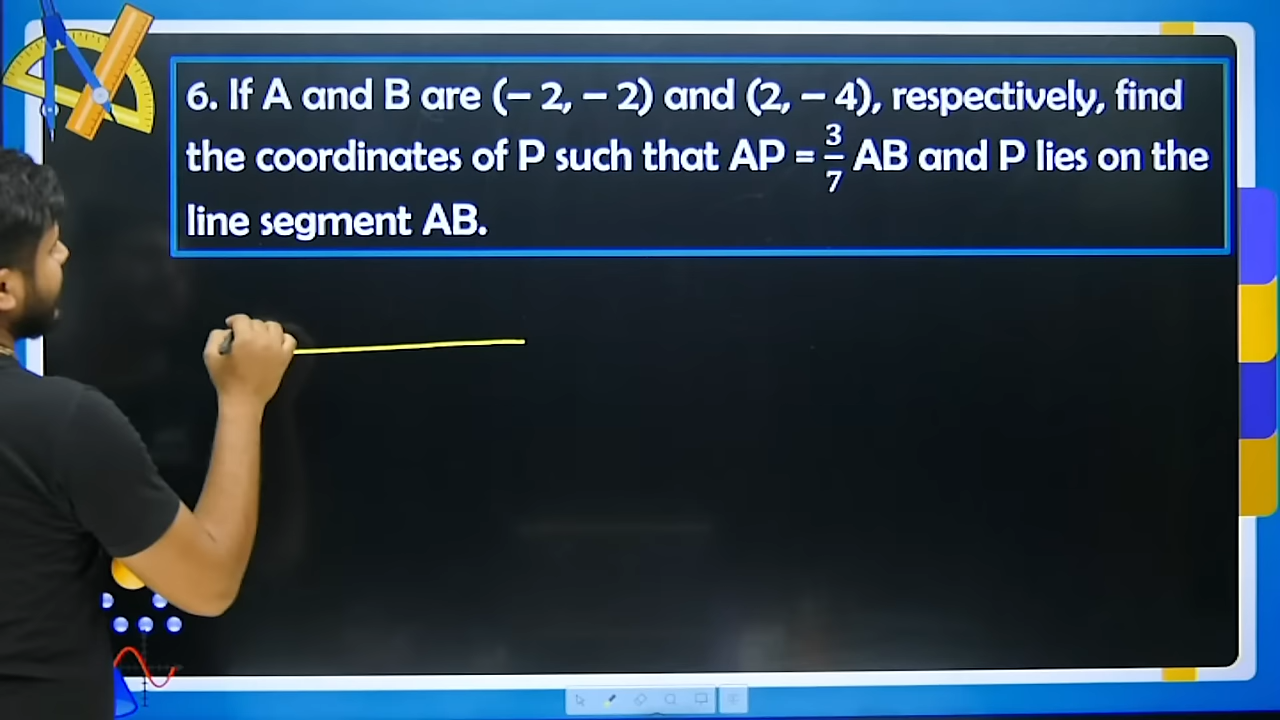 6. If A and B are (– 2, – 2) and (2, – 4), respectively, find
the coordinates of P such that AP = 3/7 AB and P lies on the
line segment AB.